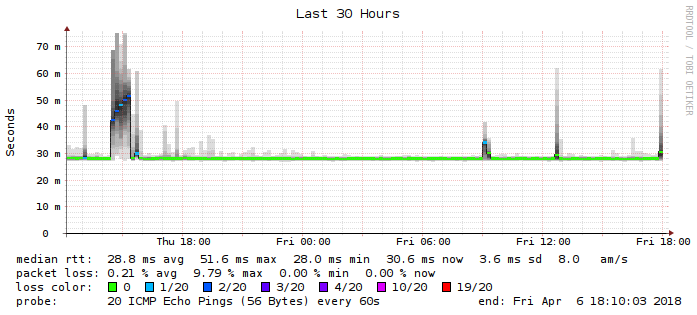 Last 30 Hours
RRDTOOL / TOBI OETIKER
Seconds
70 m
60 m
50 m
40 m
30 m
20 m
10 m
0
Thu 18:00 Fri 00:00 Fri 06:00 Fri 12:00 Fri 18:00
median rtt: 28.8 ms avg 51.6 ms max 28.0 ms min 30.6 ms now 3.6 ms sd 8.0 am/s
packet loss: 0.21 % avg 9.79 % max 0.00 % min 0.00 % now
loss color: 0 1/20 2/20 3/20 4/20 10/20 19/20
probe: 20 ICMP Echo Pings (56 Bytes) every 60s end: Fri Apr 6 18:10:03 2018